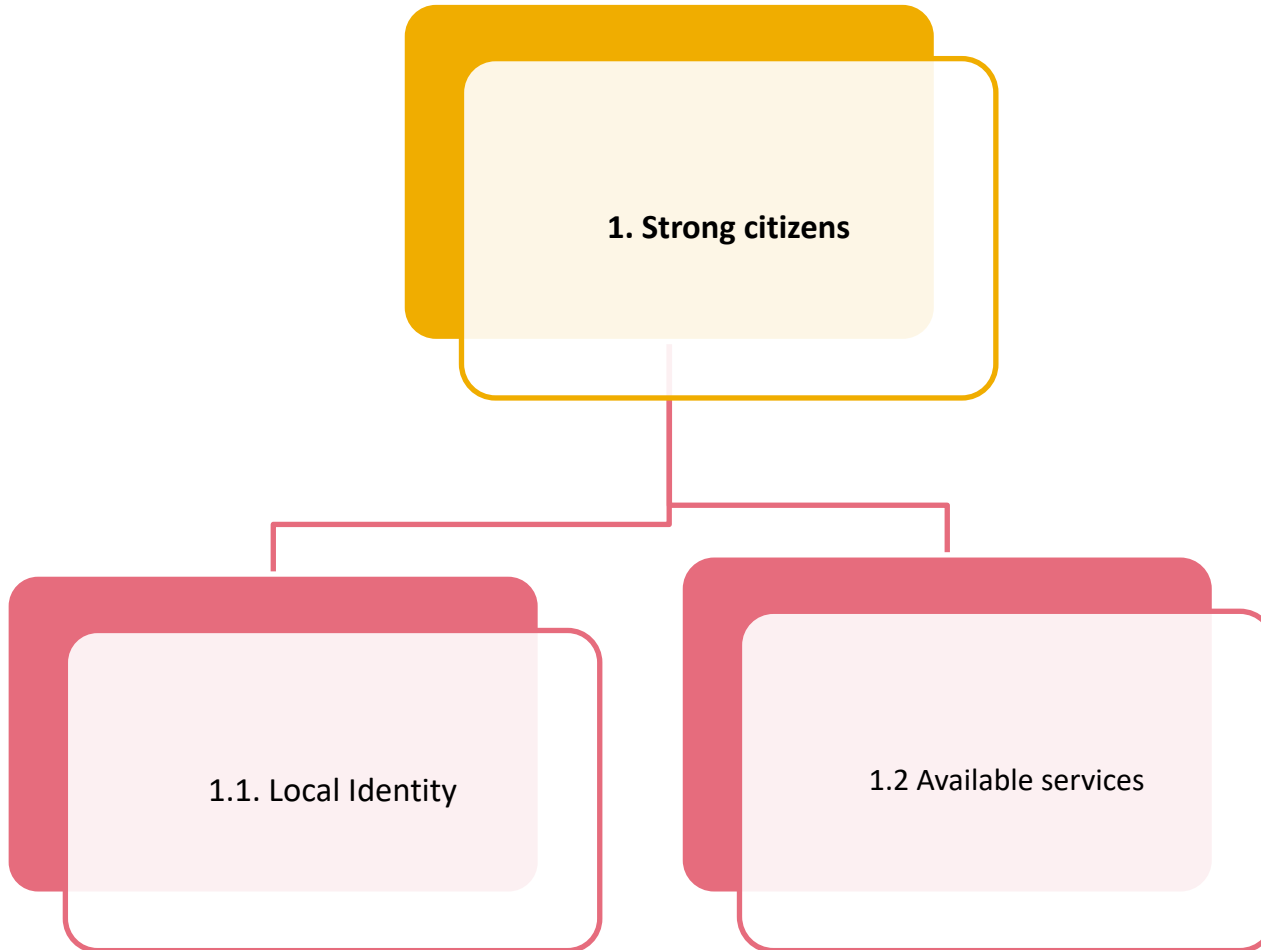 1. Strong citizens
1.1. Local Identity
1.2 Available services